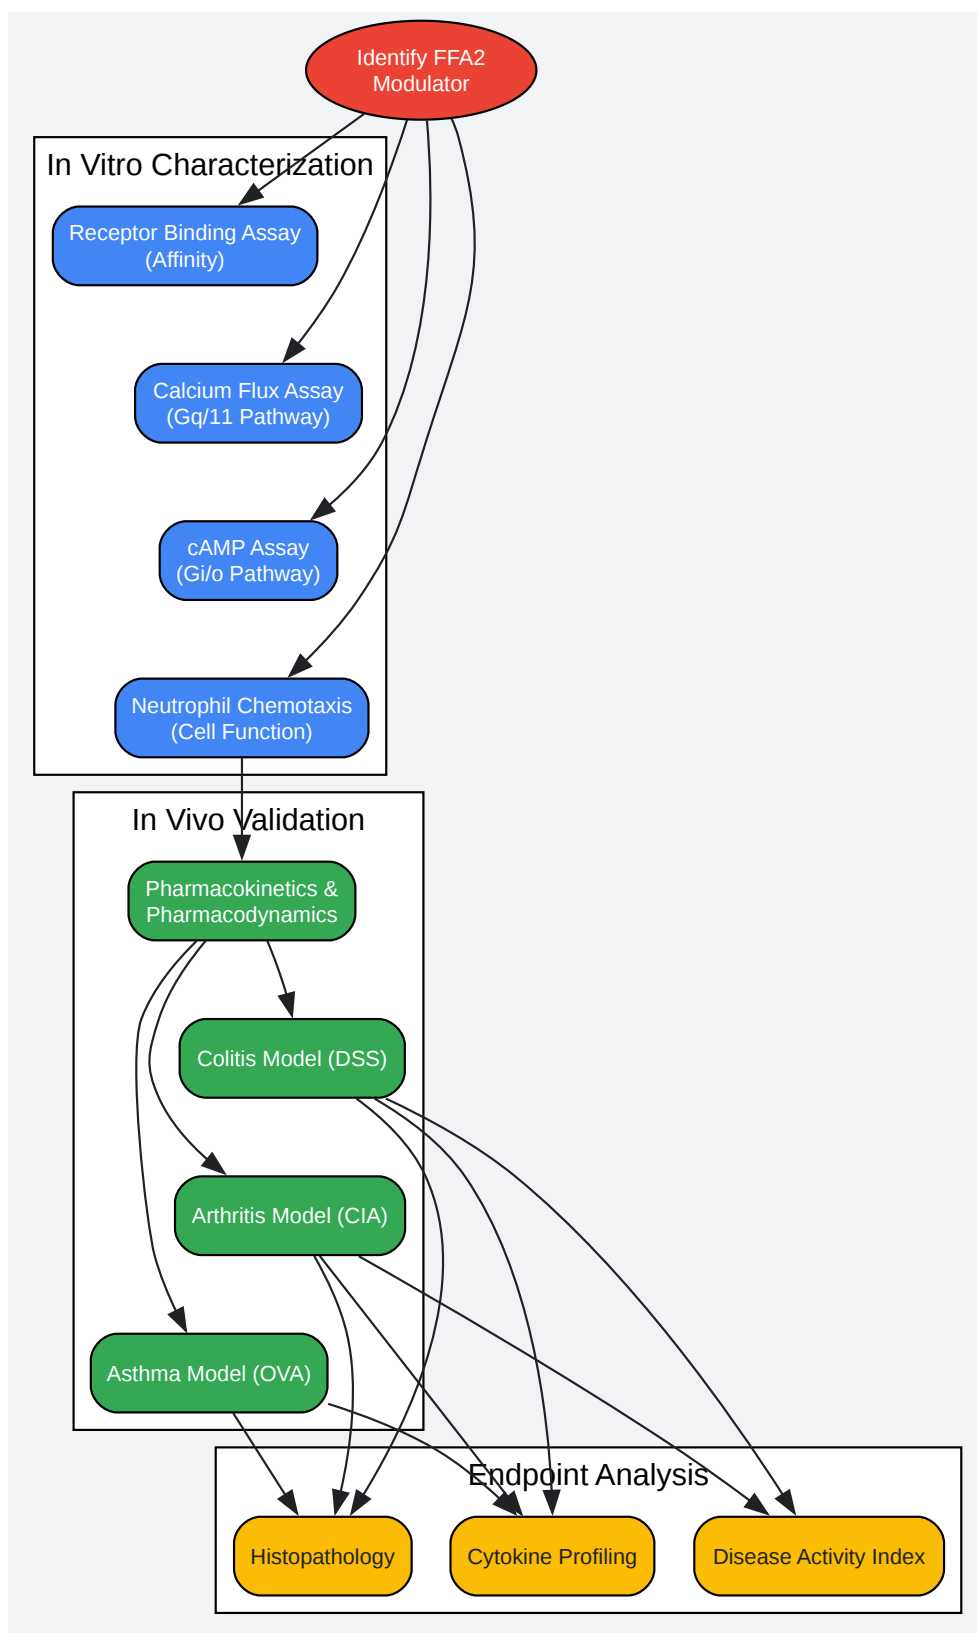 Identify FFA2
Modulator
In Vitro Characterization
Receptor Binding Assay
(Affinity)
Calcium Flux Assay
(Gq/11 Pathway)
cAMP Assay
(Gi/o Pathway)
Neutrophil Chemotaxis
(Cell Function)
In Vivo Validation
Pharmacokinetics &
Pharmacodynamics
Colitis Model (DSS)
Arthritis Model (CIA)
Asthma Model (OVA)
Endpoint Analysis
Histopathology
Cytokine Profiling
Disease Activity Index